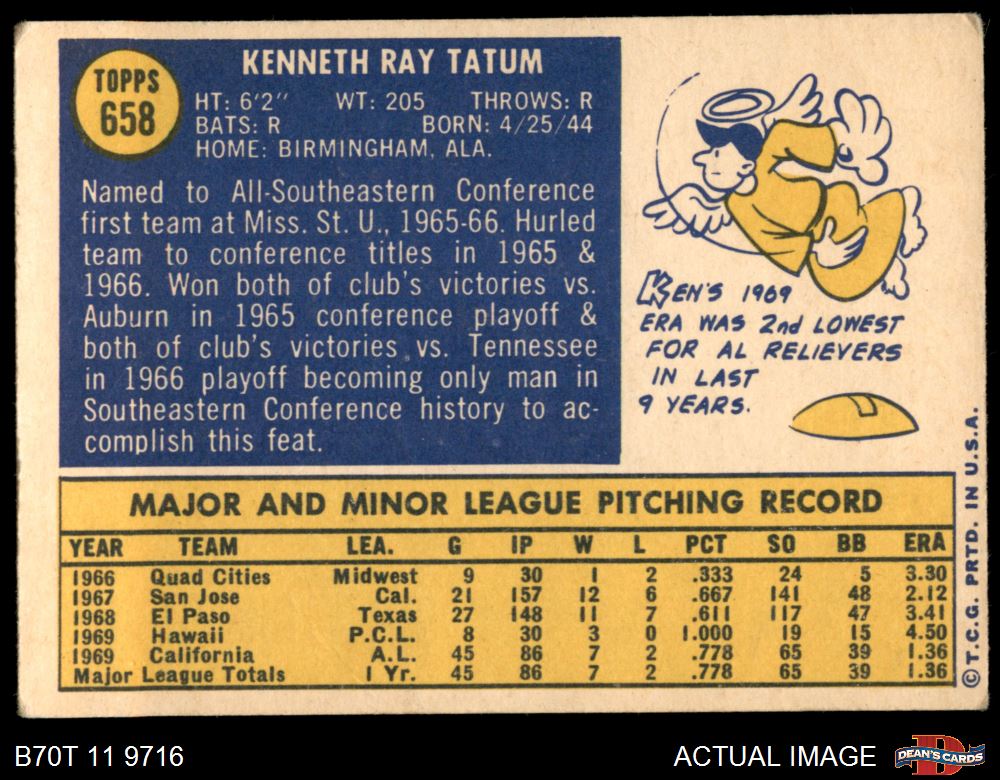 TOPPS
658
KENNETH RAY TATUM
HT: 6'2" WT: 205 THROWS: R
BATS: R BORN: 4/25/44
HOME: BIRMINGHAM, ALA.
Named to All-Southeastern Conference
first team at Miss. St. U., 1965-66. Hurled
team to conference titles in 1965 &
1966. Won both of club's victories vs.
Auburn in 1965 conference playoff &
both of club's victories vs. Tennessee
in 1966 playoff becoming only man in
Southeastern Conference history to ac-
complish this feat.
KEN'S 1969
ERA WAS 2nd LOWEST
FOR AL RELIEVERS
IN LAST
9 YEARS.
MAJOR AND MINOR LEAGUE PITCHING RECORD
YEAR TEAM LEA. G IP W L PCT SO BB ERA
1966 Quad Cities Midwest 9 30 1 2 .333 24 5 3.30
1967 San Jose Cal. 21 157 12 6 .667 141 48 2.12
1968 El Paso Texas 27 148 11 7 .611 117 47 3.41
1969 Hawaii P.C.L. 8 30 3 0 1.000 19 15 4.50
1969 California A.L. 45 86 7 2 .778 65 39 1.36
Major League Totals 1 Yr. 45 86 7 2 .778 65 39 1.36
© T.C.G. PRTD. IN U.S.A.
B70T 11 9716
ACTUAL IMAGE
DEAN'S CARDS